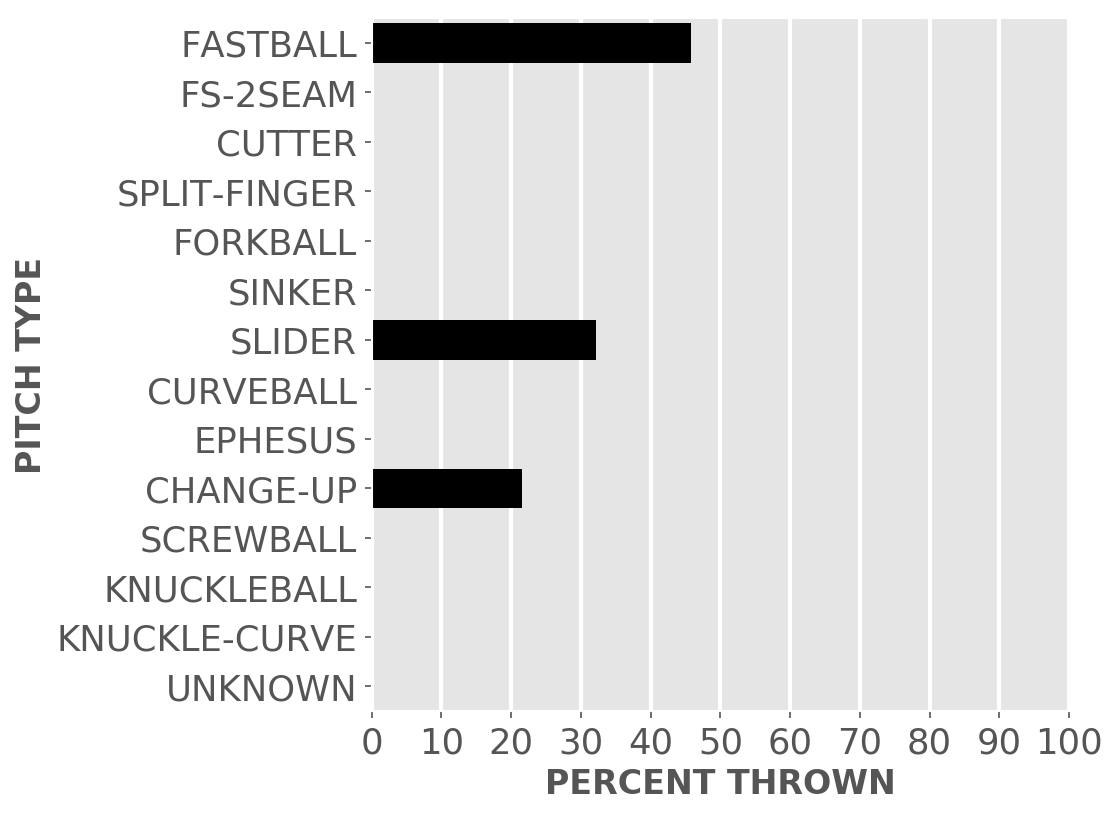 FASTBALL
FS-2SEAM
CUTTER
SPLIT-FINGER
FORKBALL
SINKER
SLIDER
CURVEBALL
EPHESUS
CHANGE-UP
SCREWBALL
KNUCKLEBALL
KNUCKLE-CURVE
UNKNOWN
PITCH TYPE
0 10 20 30 40 50 60 70 80 90 100
PERCENT THROWN